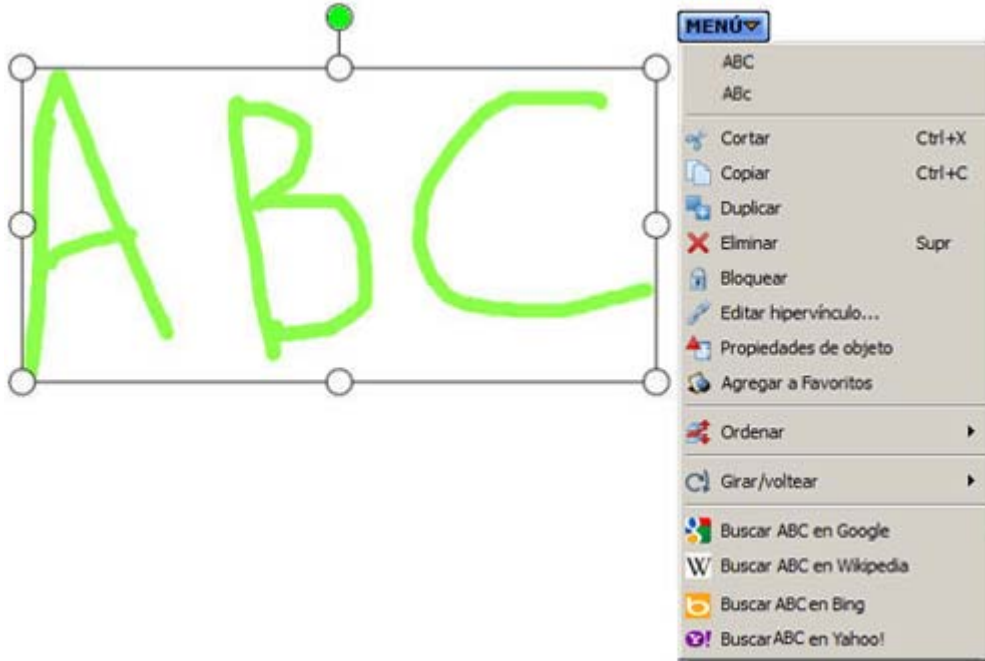 ABC
MENÚ
ABC
ABc
Cortar Ctrl+X
Copiar Ctrl+C
Duplicar
Eliminar Supr
Bloquear
Editar hipervínculo...
Propiedades de objeto
Agregar a Favoritos
Ordenar
Girar/voltear
Buscar ABC en Google
W Buscar ABC en Wikipedia
b Buscar ABC en Bing
Y! Buscar ABC en Yahoo!